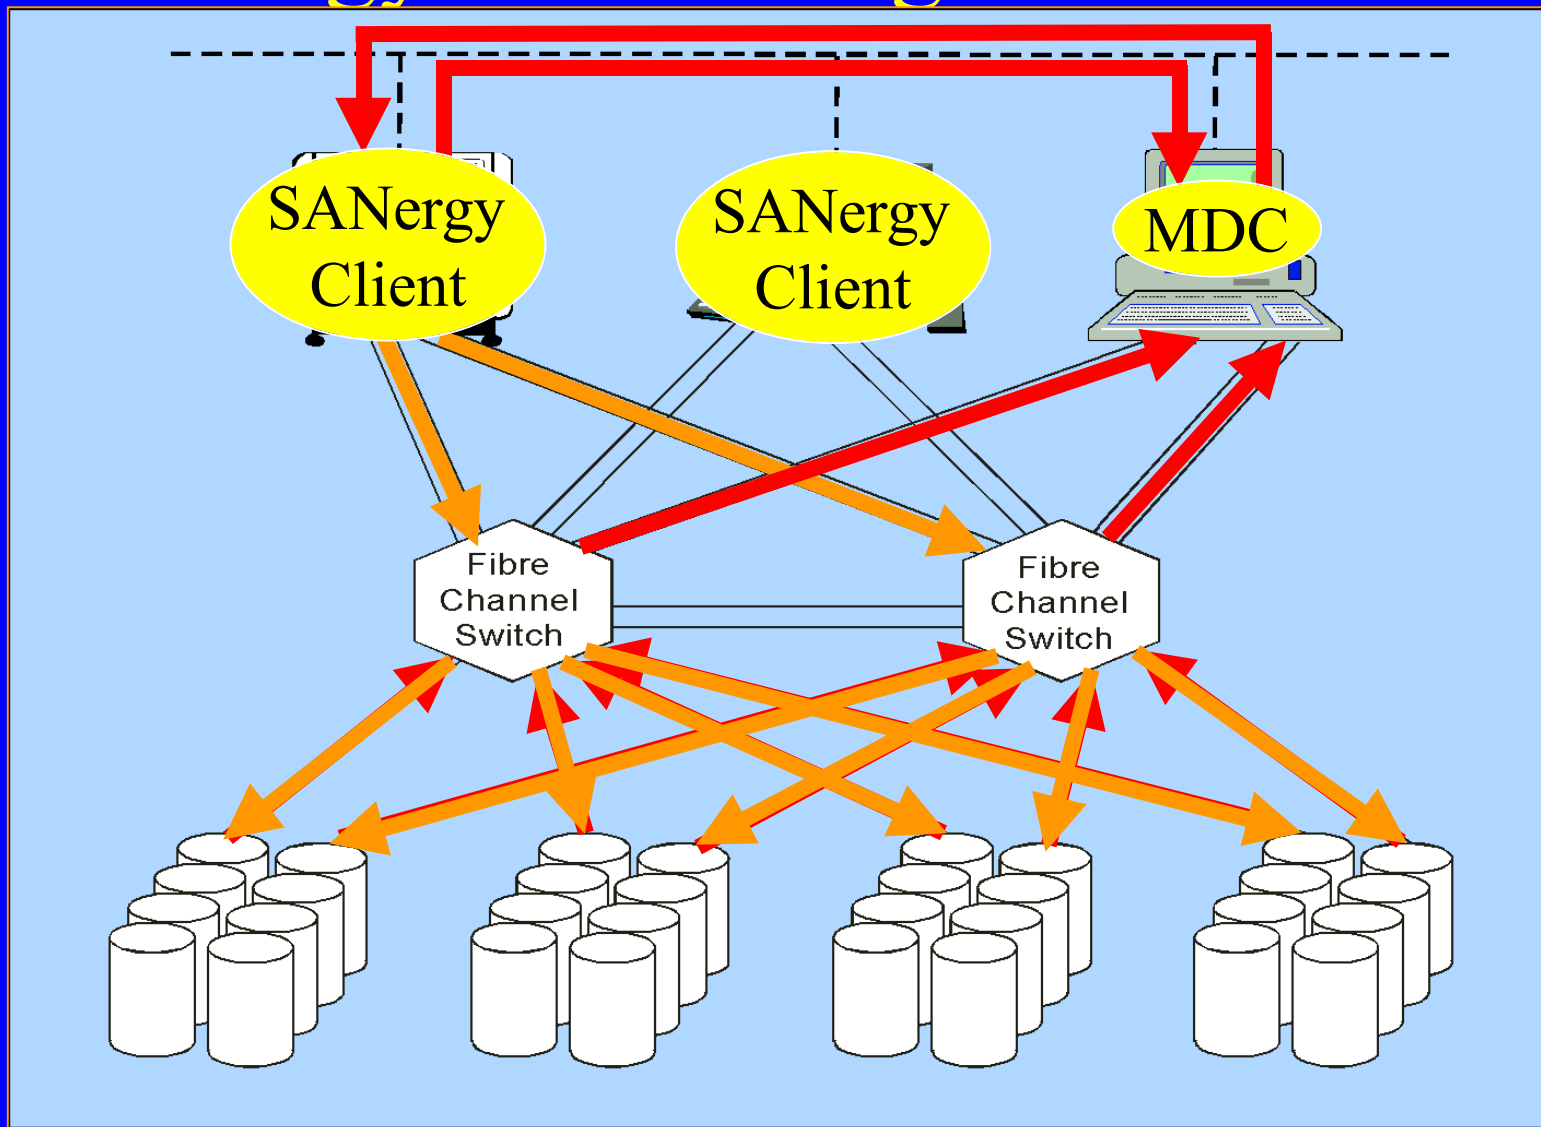 SANergy
Client
SANergy
Client
MDC
Fibre
Channel
Switch
Fibre
Channel
Switch